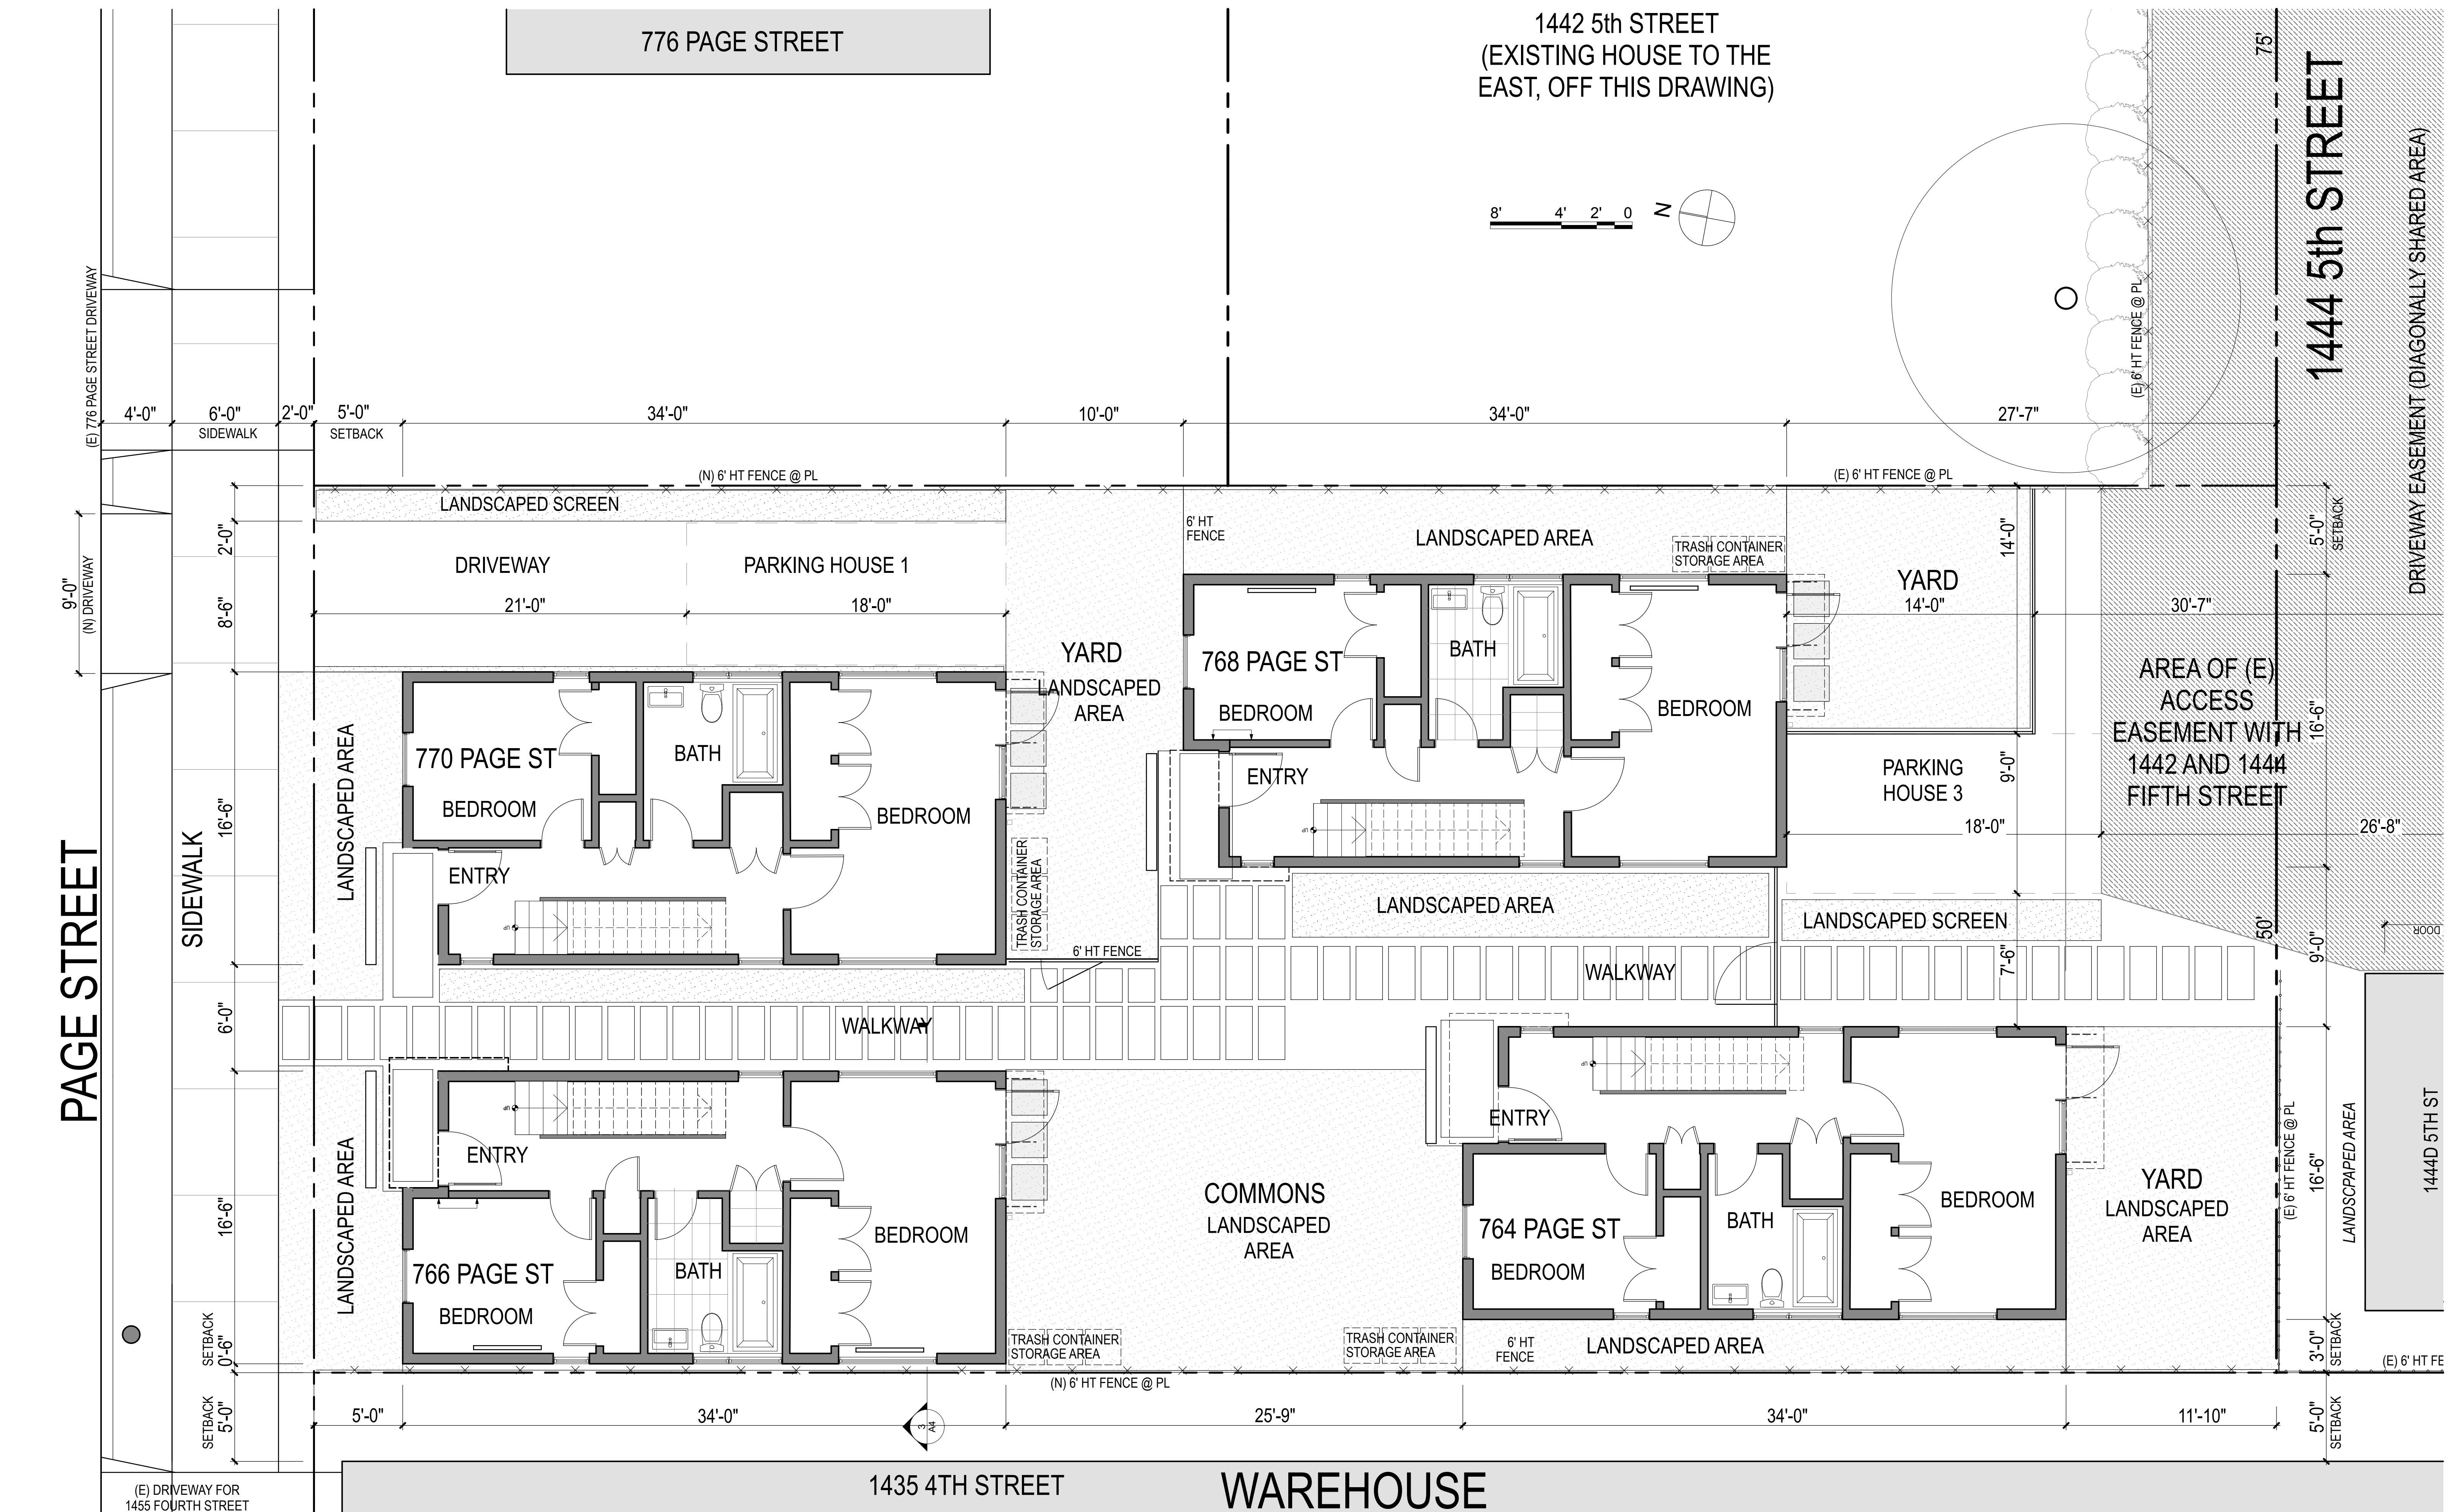 776 PAGE STREET
1442 5th STREET
(EXISTING HOUSE TO THE
EAST, OFF THIS DRAWING)
75'
1444 5th STREET
DRIVEWAY EASEMENT (DIAGONALLY SHARED AREA)
8' 4' 2' 0
N
(E) 6' HT FENCE @ PL
(E) 776 PAGE STREET DRIVEWAY
4'-0"
6'-0"
SIDEWALK
2'-0"
5'-0"
SETBACK
34'-0"
10'-0"
34'-0"
27'-7"
(N) 6' HT FENCE @ PL
(E) 6' HT FENCE @ PL
LANDSCAPED SCREEN
2'-0"
DRIVEWAY
PARKING HOUSE 1
21'-0"
18'-0"
8'-6"
9'-0"
(N) DRIVEWAY
6' HT
FENCE
LANDSCAPED AREA
TRASH CONTAINER
STORAGE AREA
14'-0"
5'-0"
SETBACK
YARD
14'-0"
30'-7"
YARD
LANDSCAPED
AREA
768 PAGE ST
BEDROOM
BATH
BEDROOM
ENTRY
up
AREA OF (E)
ACCESS
EASEMENT WITH
1442 AND 1444
FIFTH STREET
16'-6"
PARKING
HOUSE 3
9'-0"
18'-0"
26'-8"
LANDSCAPED AREA
770 PAGE ST
BEDROOM
BATH
BEDROOM
ENTRY
up
16'-6"
TRASH CONTAINER
STORAGE AREA
6' HT FENCE
LANDSCAPED AREA
LANDSCAPED SCREEN
50'
9'-0"
DOOR
PAGE STREET
SIDEWALK
WALKWAY
7'-6"
6'-0"
WALKWAY
LANDSCAPED AREA
ENTRY
up
766 PAGE ST
BEDROOM
BATH
BEDROOM
16'-6"
SETBACK
0'-6"
COMMONS
LANDSCAPED
AREA
ENTRY
up
764 PAGE ST
BEDROOM
BATH
BEDROOM
YARD
LANDSCAPED
AREA
(E) 6' HT FENCE @ PL
16'-6"
LANDSCAPED AREA
1444D 5TH ST
TRASH CONTAINER
STORAGE AREA
TRASH CONTAINER
STORAGE AREA
6' HT
FENCE
LANDSCAPED AREA
3'-0"
SETBACK
(E) 6' HT FE
(N) 6' HT FENCE @ PL
SETBACK
5'-0"
5'-0"
34'-0"
3
A4
25'-9"
34'-0"
11'-10"
5'-0"
SETBACK
(E) DRIVEWAY FOR
1455 FOURTH STREET
1435 4TH STREET
WAREHOUSE